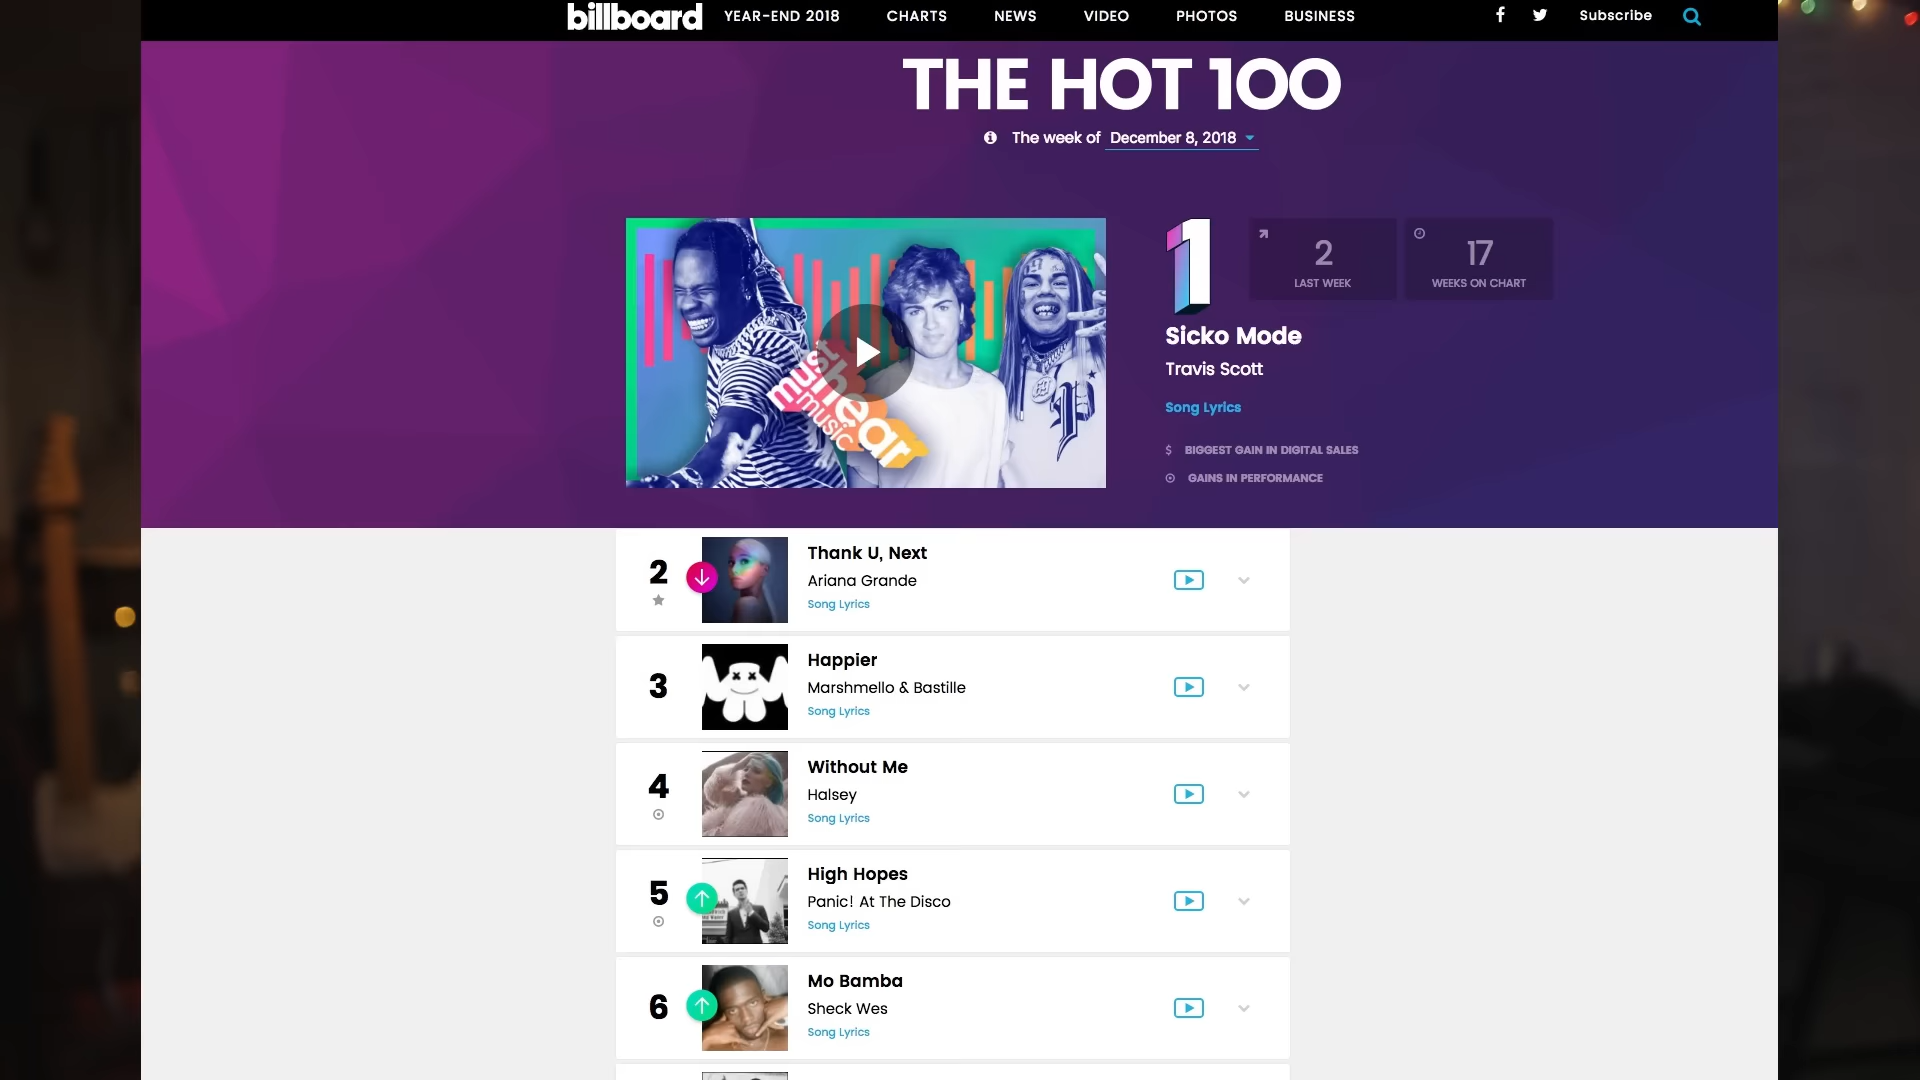 billboard YEAR-END 2018 CHARTS NEWS VIDEO PHOTOS BUSINESS Subscribe
THE HOT 100
The week of December 8, 2018
must
hear
music
69
P
1
2
LAST WEEK
17
WEEKS ON CHART
Sicko Mode
Travis Scott
Song Lyrics
$ BIGGEST GAIN IN DIGITAL SALES
GAINS IN PERFORMANCE
2
Thank U, Next
Ariana Grande
Song Lyrics
3
Happier
Marshmello & Bastille
Song Lyrics
4
Without Me
Halsey
Song Lyrics
5
High Hopes
Panic! At The Disco
Song Lyrics
6
Mo Bamba
Sheck Wes
Song Lyrics